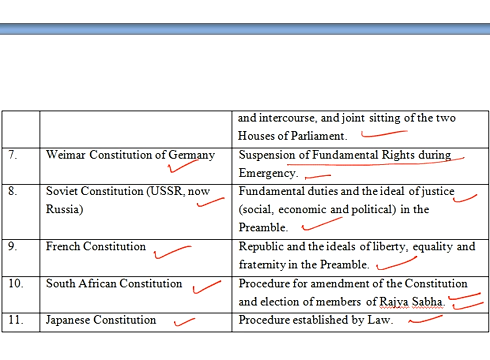 and intercourse, and joint sitting of the two
Houses of Parliament.
7. Weimar Constitution of Germany Suspension of Fundamental Rights during
Emergency.
8. Soviet Constitution (USSR, now Fundamental duties and the ideal of justice
Russia) (social, economic and political) in the
Preamble.
9. French Constitution Republic and the ideals of liberty, equality and
fraternity in the Preamble.
10. South African Constitution Procedure for amendment of the Constitution
and election of members of Rajya Sabha.
11. Japanese Constitution Procedure established by Law.